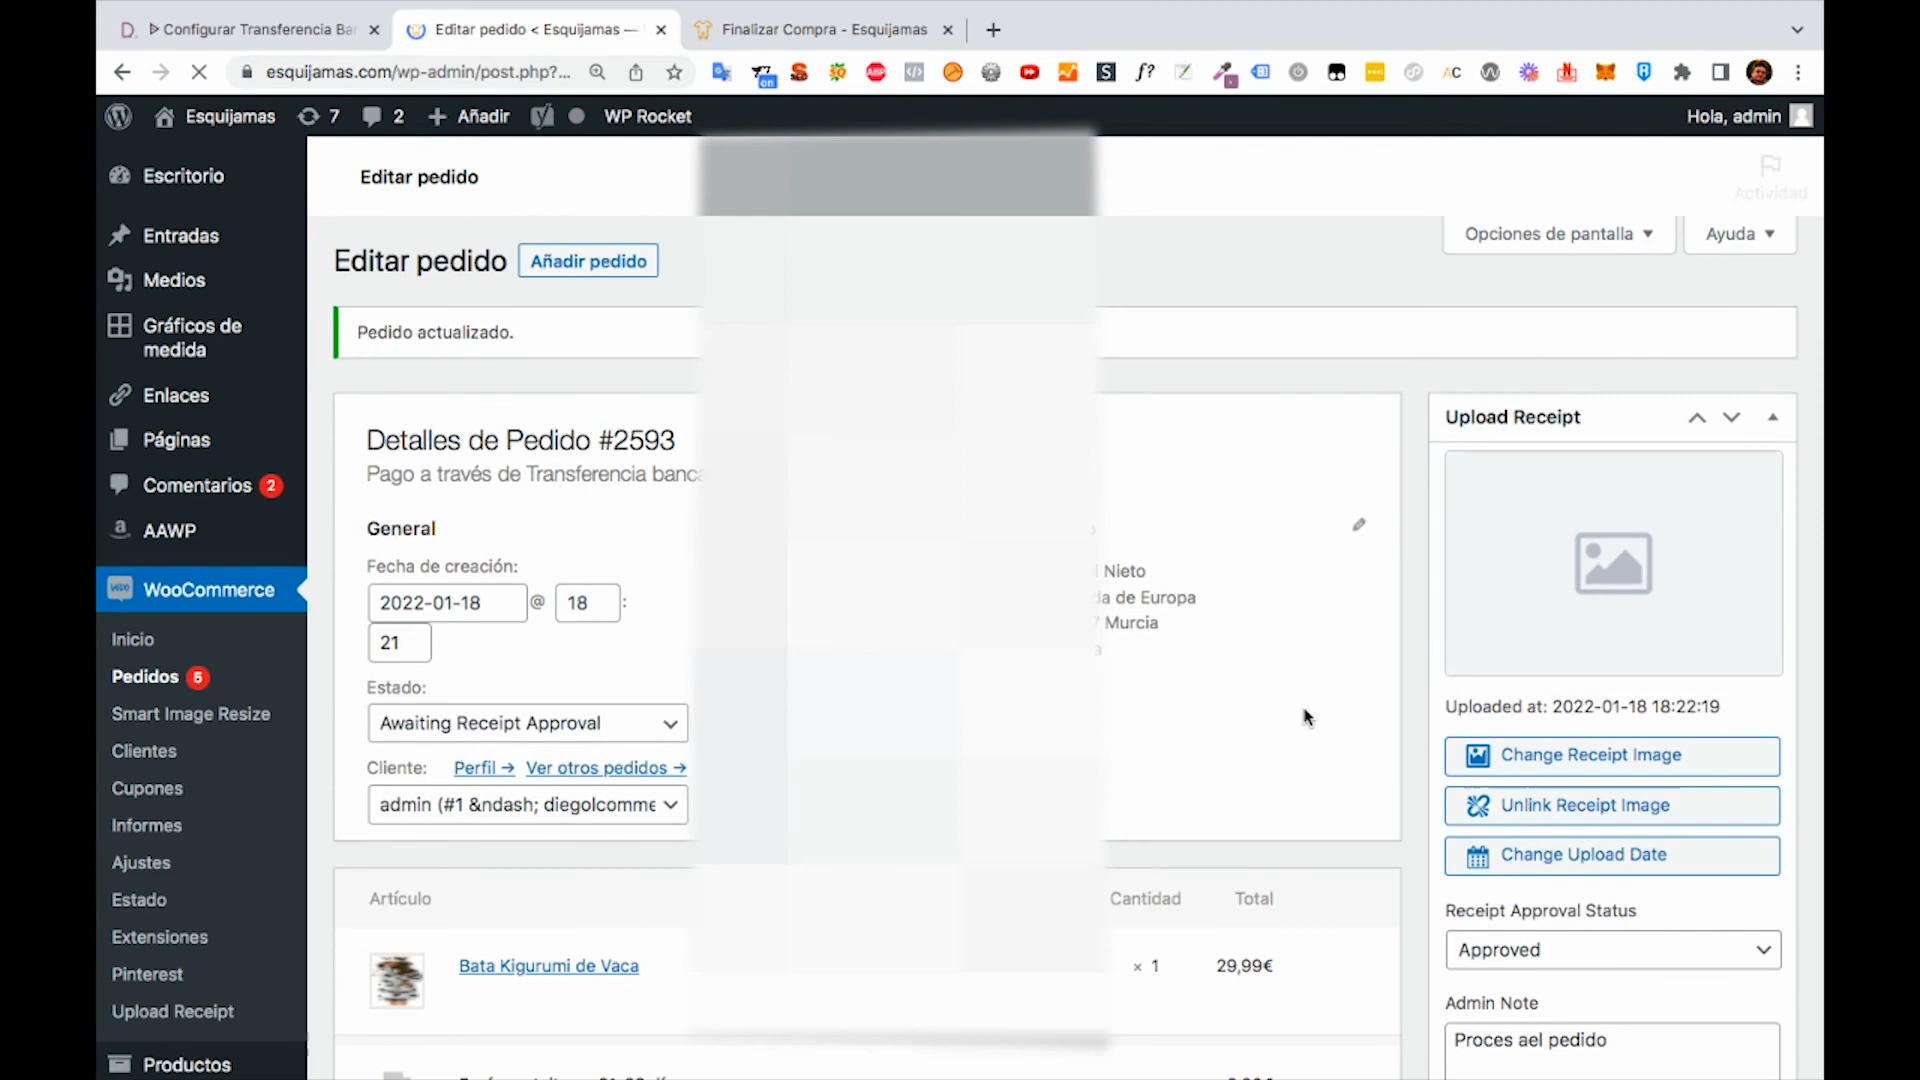 Configurar Transferencia Ba
Editar pedido < Esquijamas —
Finalizar Compra - Esquijamas
esquijamas.com/wp-admin/post.php?...
Esquijamas
7
2
Añadir
WP Rocket
Hola, admin
Escritorio
Entradas
Medios
Gráficos de
medida
Enlaces
Páginas
Comentarios 2
AAWP
WooCommerce
Inicio
Pedidos 5
Smart Image Resize
Clientes
Cupones
Informes
Ajustes
Estado
Extensiones
Pinterest
Upload Receipt
Productos
Editar pedido
Actividad
Opciones de pantalla
Ayuda
Editar pedido
Añadir pedido
Pedido actualizado.
Detalles de Pedido #2593
Pago a través de Transferencia banca
General
Fecha de creación:
2022-01-18 @ 18 :
21
Estado:
Awaiting Receipt Approval
Cliente: Perfil → Ver otros pedidos →
admin (#1 &ndash; diegolcomme
Nieto
da de Europa
Murcia
Artículo
Cantidad
Total
Bata Kigurumi de Vaca
× 1
29,99€
Upload Receipt
Uploaded at: 2022-01-18 18:22:19
Change Receipt Image
Unlink Receipt Image
Change Upload Date
Receipt Approval Status
Approved
Admin Note
Proces ael pedido